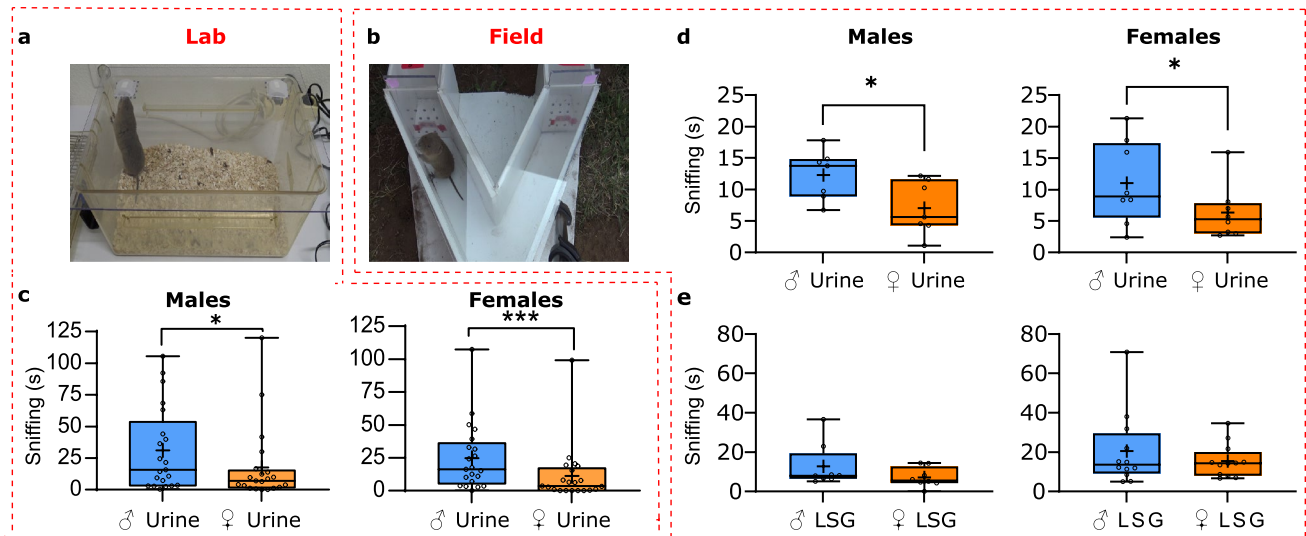 a Lab
b Field
c Males Females
*
***
Sniffing (s)
125 100 75 50 25 0
♂ Urine ♀ Urine
125 100 75 50 25 0
♂ Urine ♀ Urine
d Males Females
*
*
Sniffing (s)
25 20 15 10 5 0
♂ Urine ♀ Urine
25 20 15 10 5 0
♂ Urine ♀ Urine
e
Sniffing (s)
80 60 40 20 0
♂ LSG ♀ LSG
80 60 40 20 0
♂ LSG ♀ LSG